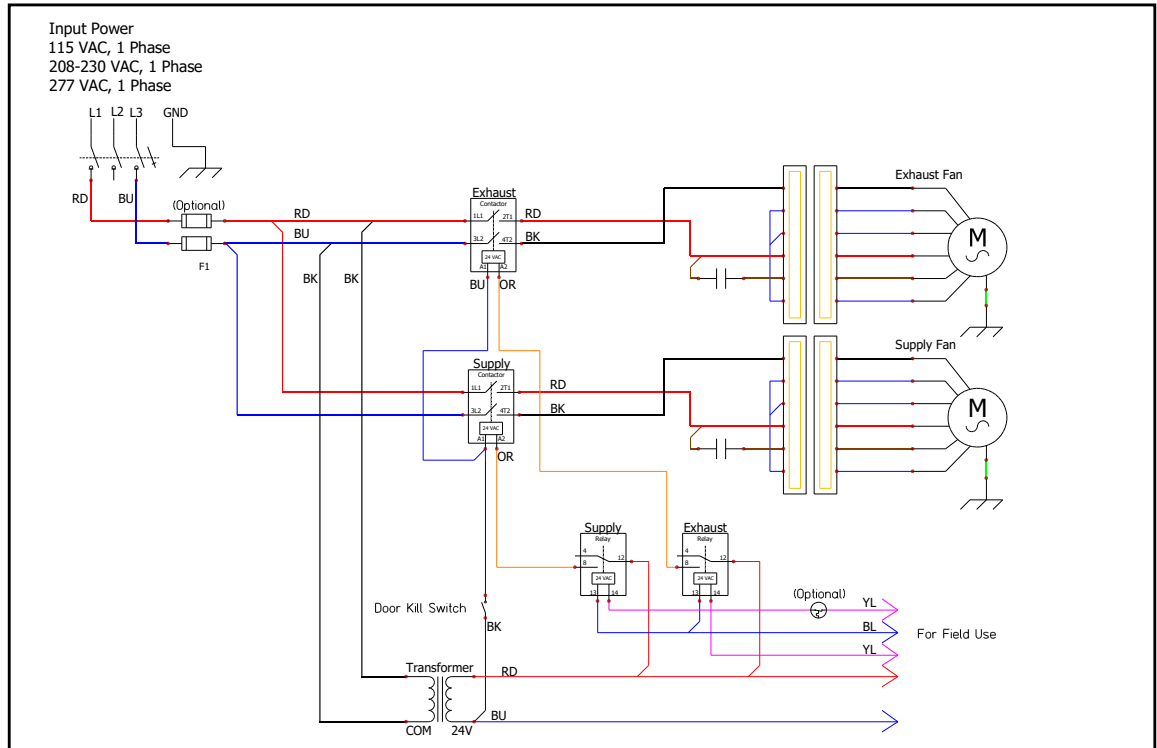 Input Power
115 VAC, 1 Phase
208-230 VAC, 1 Phase
277 VAC, 1 Phase
L1 L2 L3 GND
RD BU
(Optional)
F1
RD
BU
BK BK
Exhaust
Contactor
1L1 2T1
3L2 4T2
24 VAC
A1 A2
RD
BK
BU OR
Exhaust Fan
M
Supply
Contactor
1L1 2T1
3L2 4T2
24 VAC
A1 A2
RD
BK
OR
Supply Fan
M
Supply
Relay
4
8
12
24 VAC
13 14
Exhaust
Relay
4
8
12
24 VAC
13 14
Door Kill Switch
BK
(Optional)
YL
BL
YL
For Field Use
Transformer
RD
BU
COM 24V